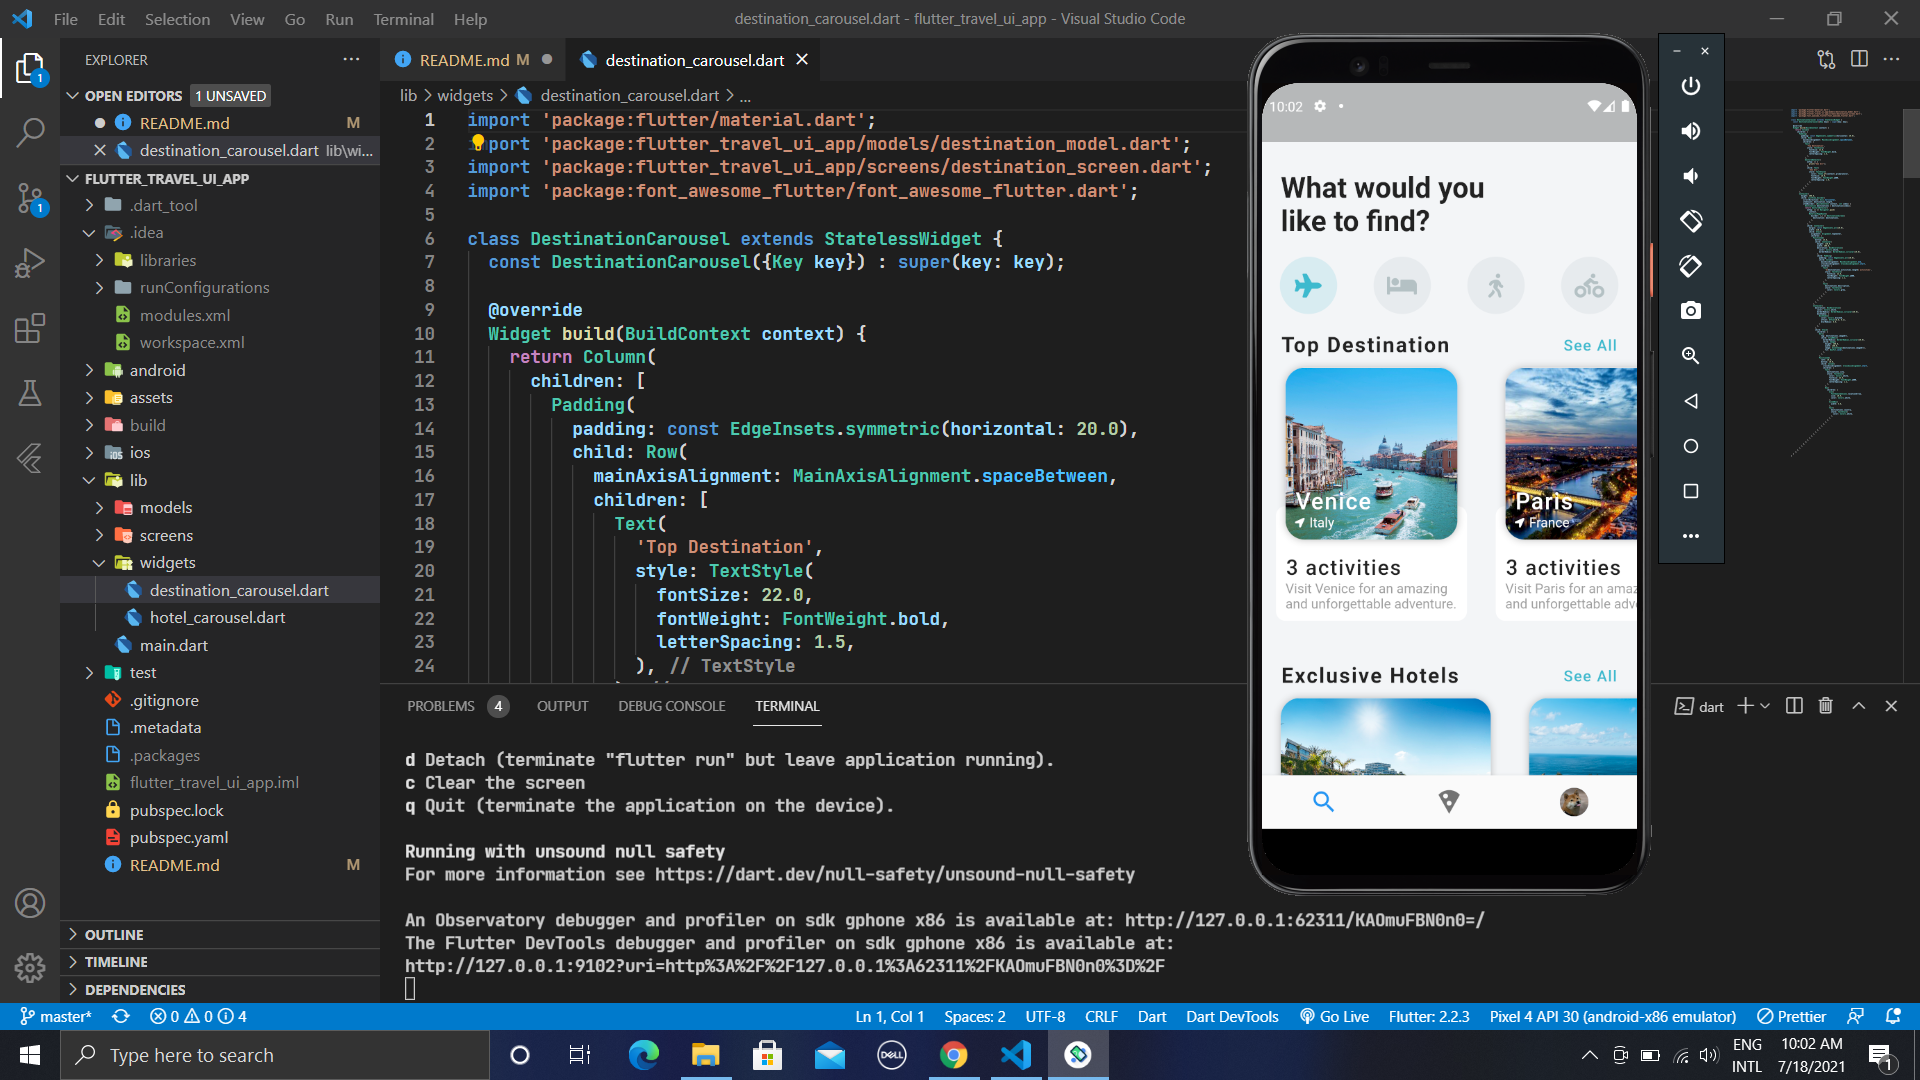 File Edit Selection View Go Run Terminal Help
destination_carousel.dart - flutter_travel_ui_app - Visual Studio Code
EXPLORER
OPEN EDITORS 1 UNSAVED
README.md M
destination_carousel.dart lib\wi...
FLUTTER_TRAVEL_UI_APP
.dart_tool
.idea
libraries
runConfigurations
modules.xml
workspace.xml
android
assets
build
ios
lib
models
screens
widgets
destination_carousel.dart
hotel_carousel.dart
main.dart
test
.gitignore
.metadata
.packages
flutter_travel_ui_app.iml
pubspec.lock
pubspec.yaml
README.md M
OUTLINE
TIMELINE
DEPENDENCIES
1
1
README.md M
destination_carousel.dart
lib > widgets > destination_carousel.dart > ...
1 import 'package:flutter/material.dart';
2 import 'package:flutter_travel_ui_app/models/destination_model.dart';
3 import 'package:flutter_travel_ui_app/screens/destination_screen.dart';
4 import 'package:font_awesome_flutter/font_awesome_flutter.dart';
5
6 class DestinationCarousel extends StatelessWidget {
7 const DestinationCarousel({Key key}) : super(key: key);
8
9 @override
10 Widget build(BuildContext context) {
11 return Column(
12 children: [
13 Padding(
14 padding: const EdgeInsets.symmetric(horizontal: 20.0),
15 child: Row(
16 mainAxisAlignment: MainAxisAlignment.spaceBetween,
17 children: [
18 Text(
19 'Top Destination',
20 style: TextStyle(
21 fontSize: 22.0,
22 fontWeight: FontWeight.bold,
23 letterSpacing: 1.5,
24 ), // TextStyle
PROBLEMS 4 OUTPUT DEBUG CONSOLE TERMINAL
dart
d Detach (terminate "flutter run" but leave application running).
c Clear the screen
q Quit (terminate the application on the device).
Running with unsound null safety
For more information see https://dart.dev/null-safety/unsound-null-safety
An Observatory debugger and profiler on sdk gphone x86 is available at: http://127.0.0.1:62311/KAOmuFBN0n0=/
The Flutter DevTools debugger and profiler on sdk gphone x86 is available at:
http://127.0.0.1:9102?uri=http%3A%2F%2F127.0.0.1%3A62311%2FKAOmuFBN0n0%3D%2F
10:02
What would you
like to find?
Top Destination See All
Venice
Italy
3 activities
Visit Venice for an amazing
and unforgettable adventure.
Paris
France
3 activities
Visit Paris for an amaz
and unforgettable adv
Exclusive Hotels See All
master* 0 0 4
Ln 1, Col 1 Spaces: 2 UTF-8 CRLF Dart Dart DevTools Go Live Flutter: 2.2.3 Pixel 4 API 30 (android-x86 emulator) Prettier
Type here to search
DELL
ENG
INTL
10:02 AM
7/18/2021
1